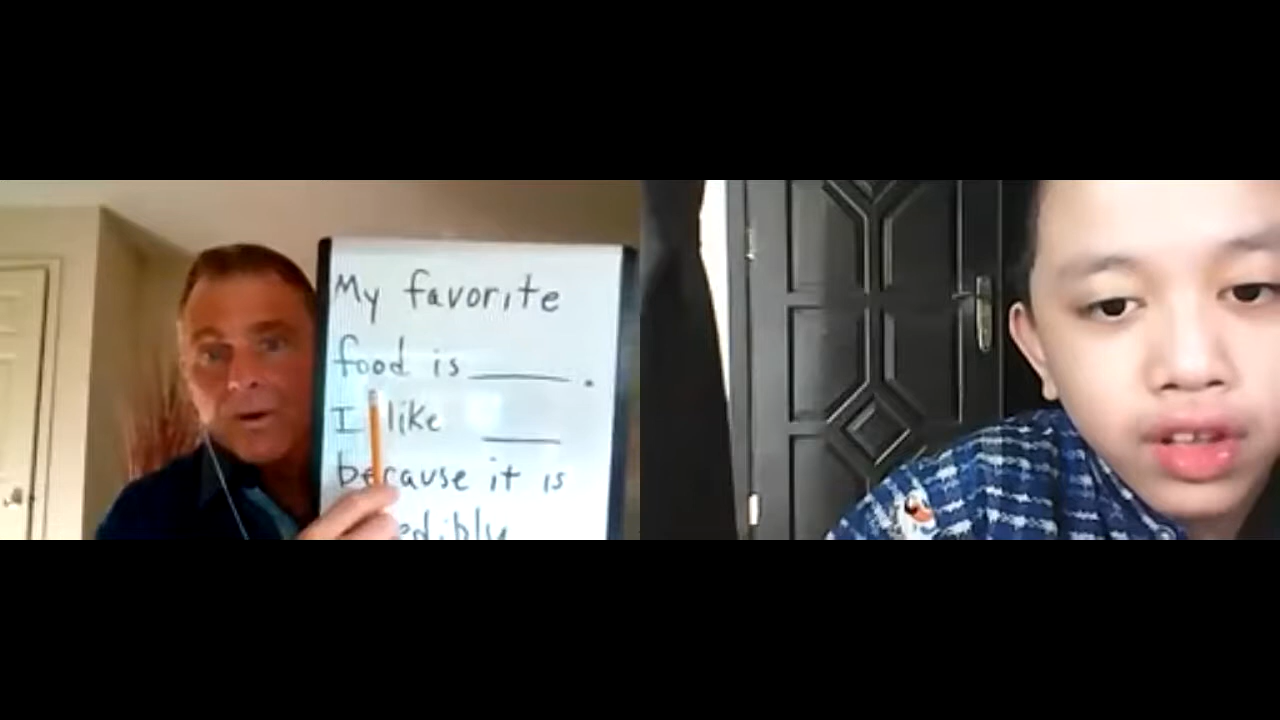 My favorite
food is ____.
I like ____
because it is